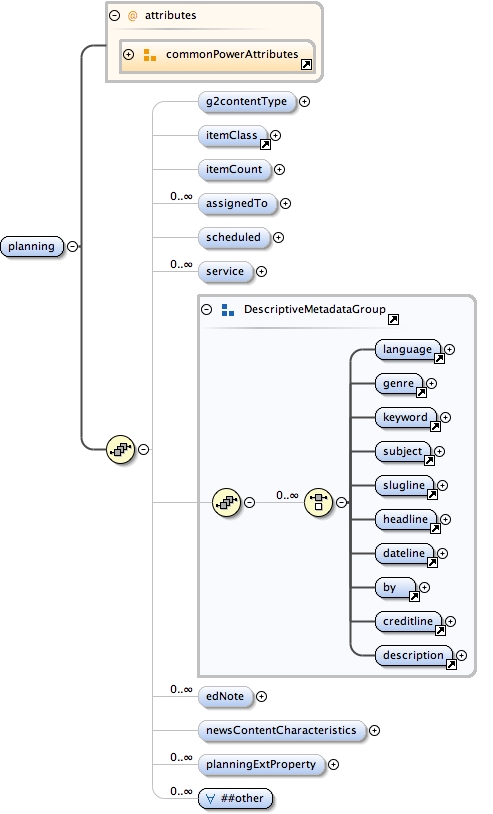 @ attributes
commonPowerAttributes
g2contentType
itemClass
itemCount
0..∞ assignedTo
scheduled
planning
0..∞ service
DescriptiveMetadataGroup
language
genre
keyword
subject
slugline
0..∞
headline
dateline
by
creditline
description
0..∞ edNote
newsContentCharacteristics
0..∞ planningExtProperty
0..∞ ∀ ##other